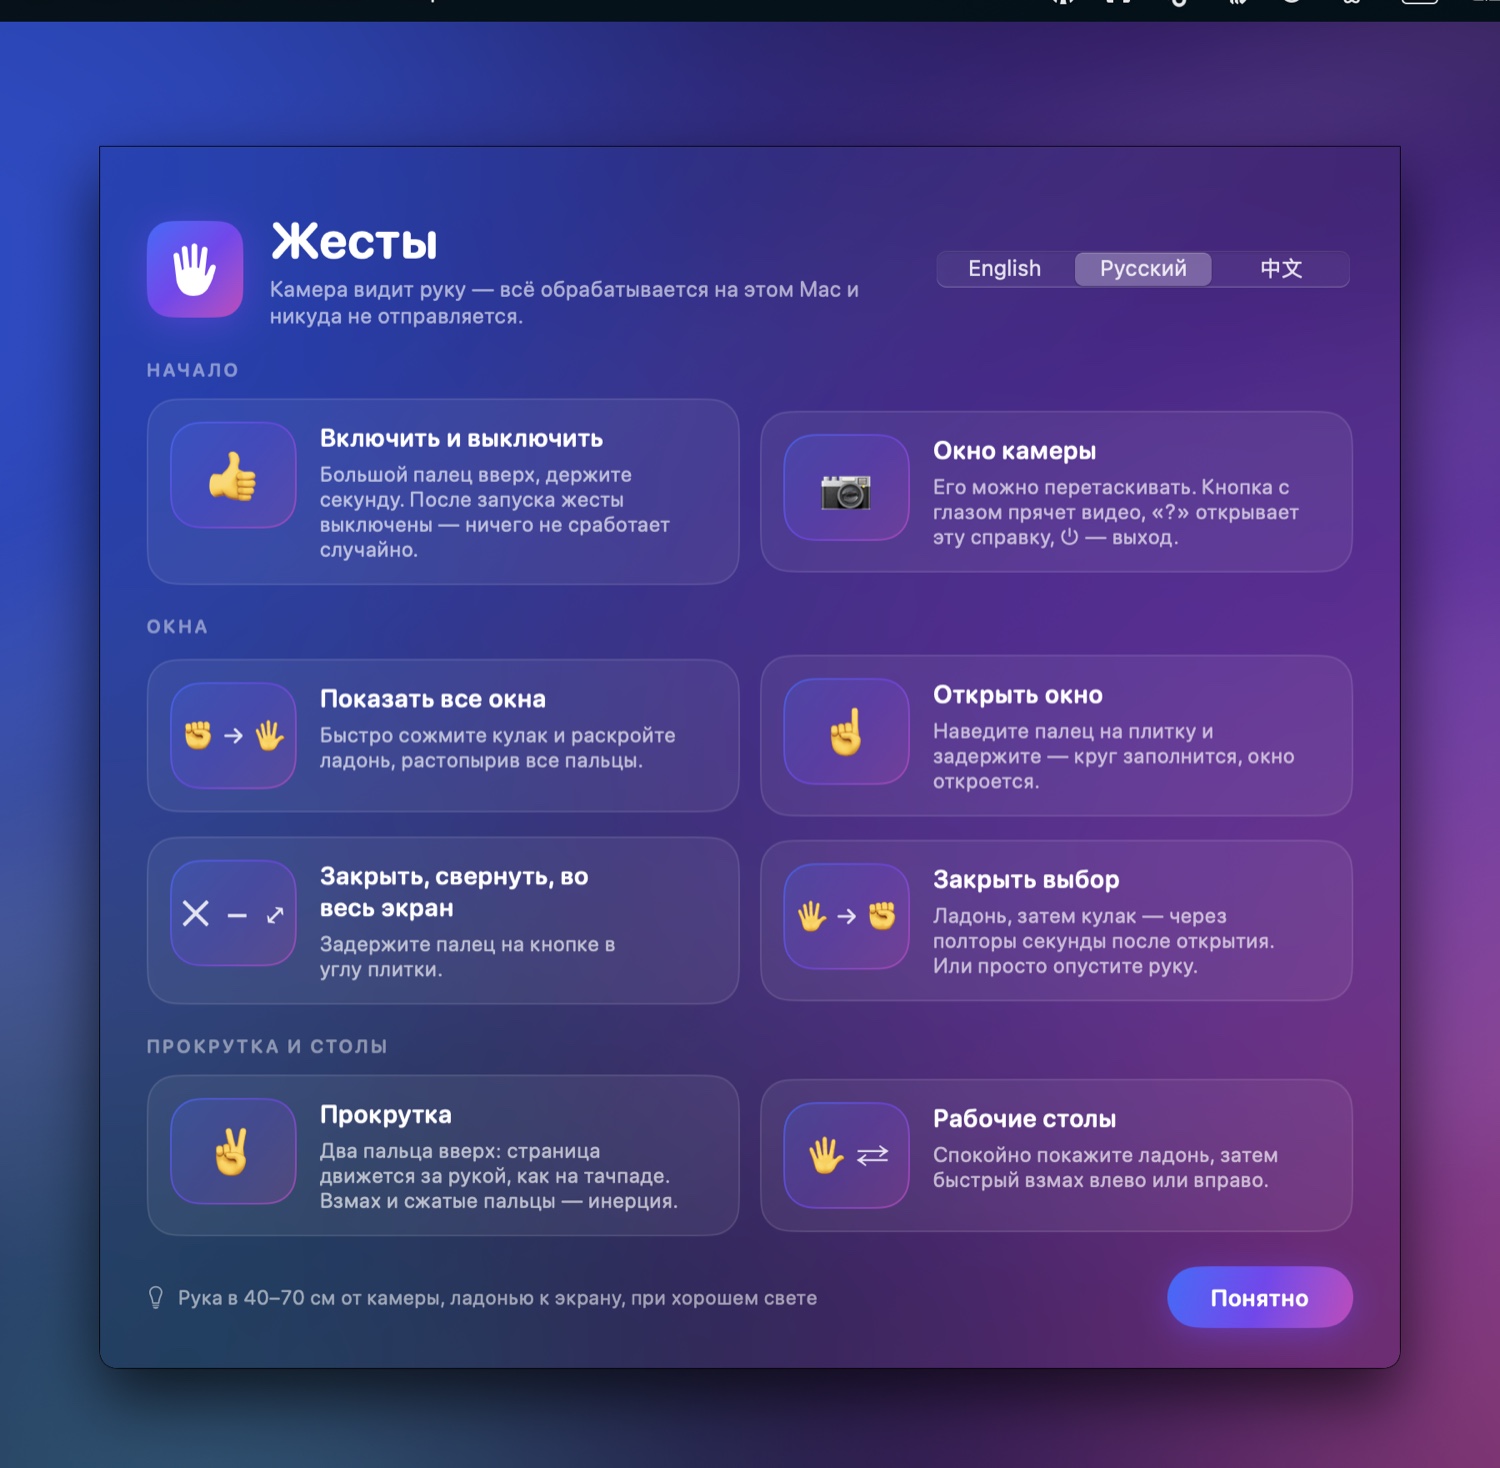 Жесты
Камера видит руку — всё обрабатывается на этом Mac и
никуда не отправляется.
English
Русский
中文
НАЧАЛО
Включить и выключить
Большой палец вверх, держите
секунду. После запуска жесты
выключены — ничего не сработает
случайно.
Окно камеры
Его можно перетаскивать. Кнопка с
глазом прячет видео, «?» открывает
эту справку, ⏻ — выход.
ОКНА
Показать все окна
Быстро сожмите кулак и раскройте
ладонь, растопырив все пальцы.
Открыть окно
Наведите палец на плитку и
задержите — круг заполнится, окно
откроется.
Закрыть, свернуть, во
весь экран
Задержите палец на кнопке в
углу плитки.
Закрыть выбор
Ладонь, затем кулак — через
полторы секунды после открытия.
Или просто опустите руку.
ПРОКРУТКА И СТОЛЫ
Прокрутка
Два пальца вверх: страница
движется за рукой, как на тачпаде.
Взмах и сжатые пальцы — инерция.
Рабочие столы
Спокойно покажите ладонь, затем
быстрый взмах влево или вправо.
Рука в 40–70 см от камеры, ладонью к экрану, при хорошем свете
Понятно